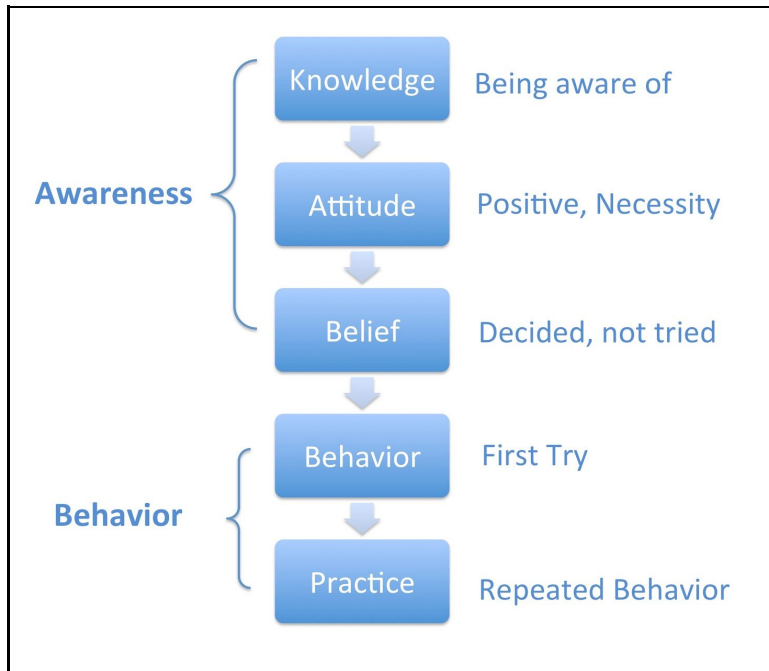 Knowledge
Being aware of
Awareness
Attitude
Positive, Necessity
Belief
Decided, not tried
Behavior
First Try
Behavior
Practice
Repeated Behavior